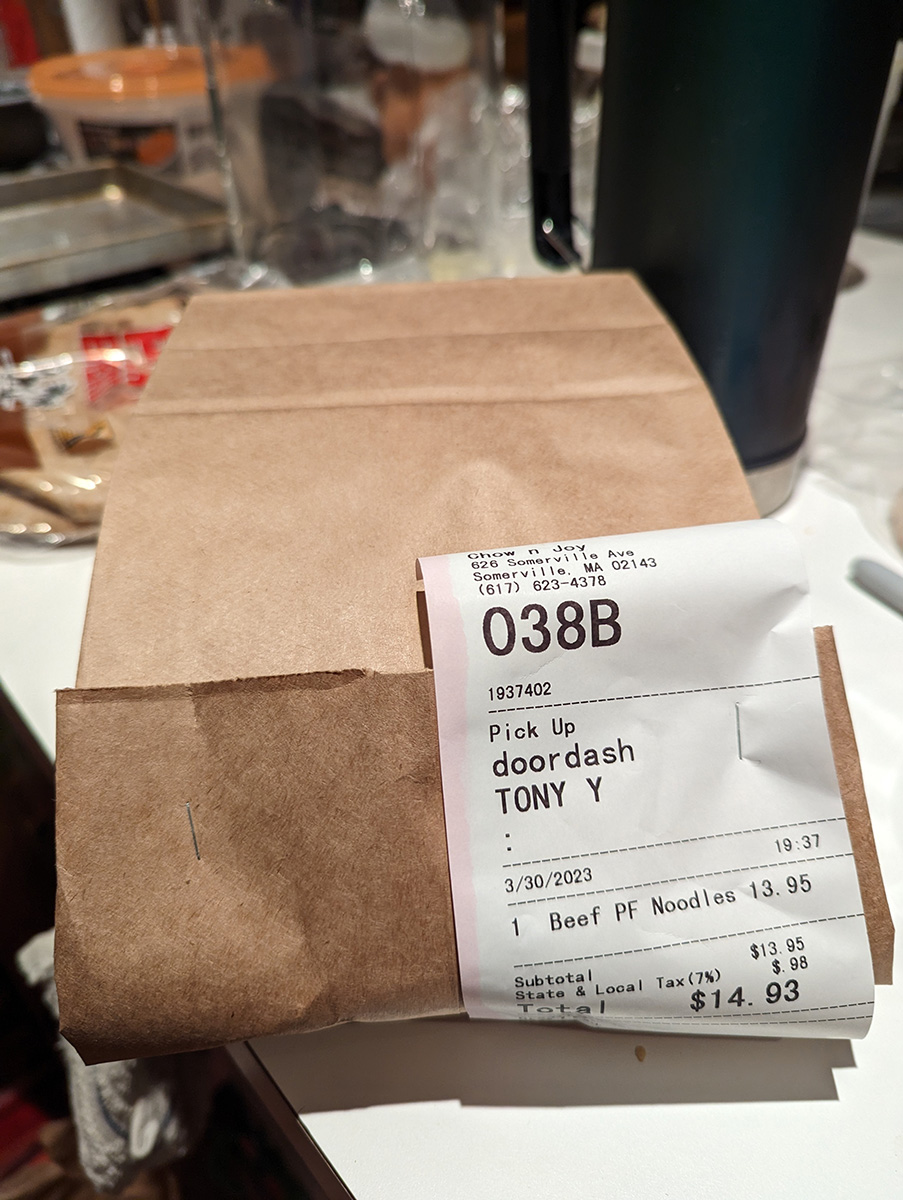 Chow n Joy
626 Somerville Ave
Somerville, MA 02143
(617) 623-4378
038B
1937402
Pick Up
doordash
TONY Y
:
19:37
3/30/2023
1 Beef PF Noodles 13.95
Subtotal $13.95
State & Local Tax(7%) $.98
Total $14.93